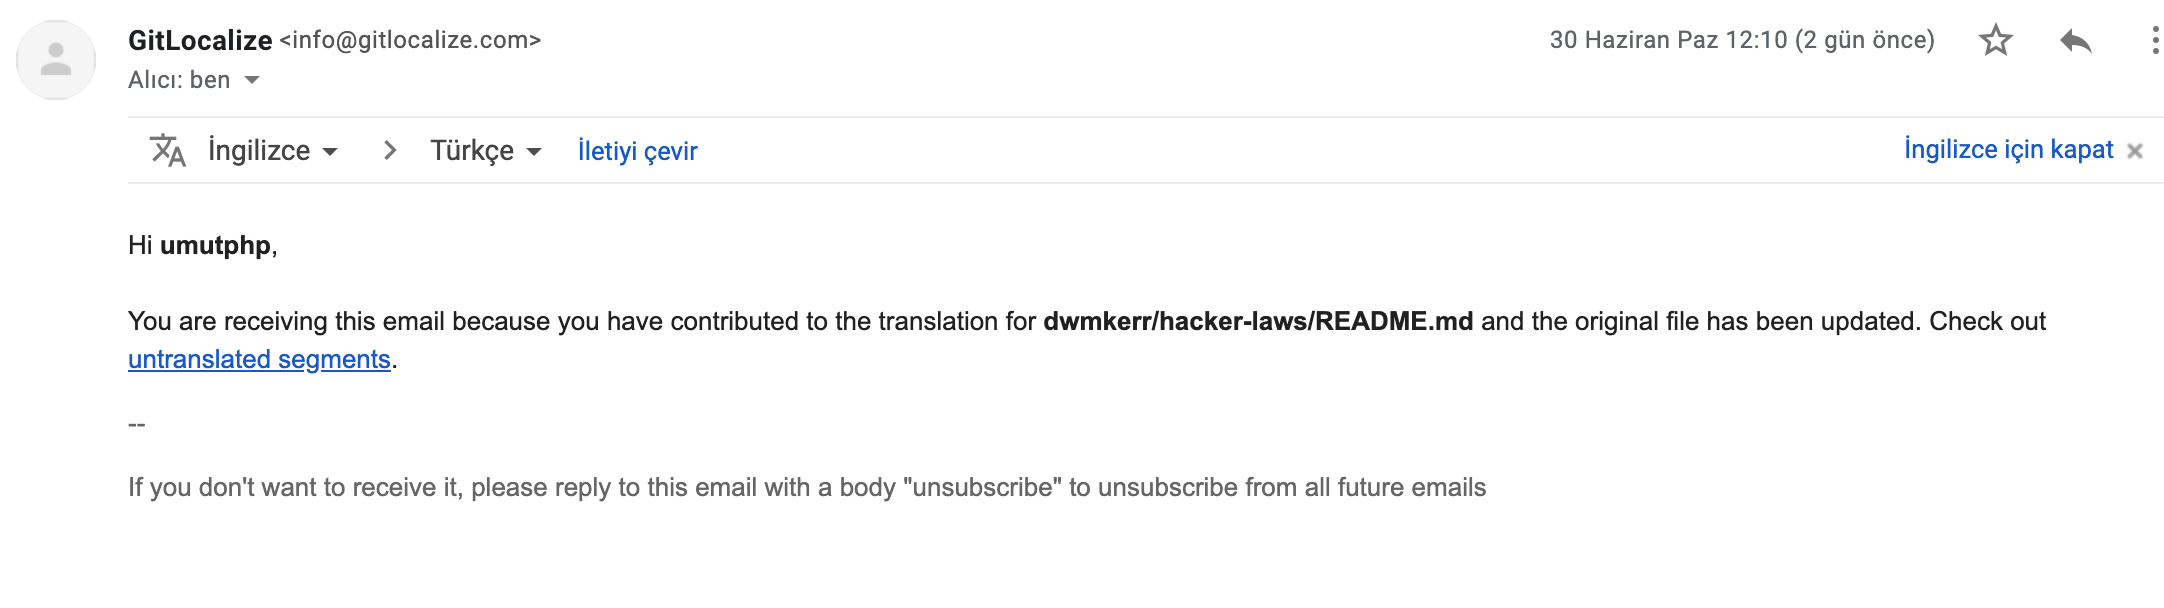 GitLocalize <info@gitlocalize.com>
30 Haziran Paz 12:10 (2 gün önce)
Alıcı: ben
İngilizce > Türkçe İletiyi çevir
İngilizce için kapat ×
Hi umutphp,
You are receiving this email because you have contributed to the translation for dwmkerr/hacker-laws/README.md and the original file has been updated. Check out
untranslated segments.
--
If you don't want to receive it, please reply to this email with a body "unsubscribe" to unsubscribe from all future emails